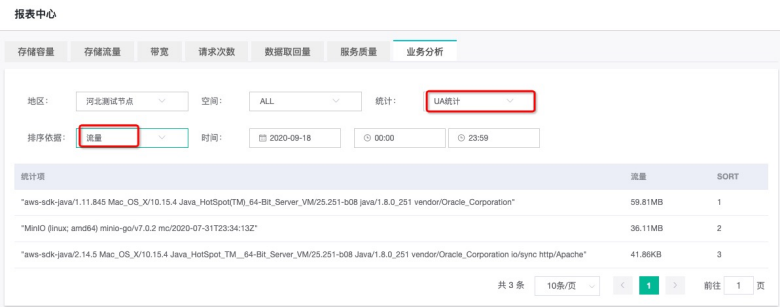 报表中心
存储容量 存储流量 带宽 请求次数 数据取回量 服务质量 业务分析
地区： 河北测试节点 空间： ALL 统计： UA统计
排序依据： 流量 时间： 2020-09-18 00:00 23:59
统计项 流量 SORT
"aws-sdk-java/1.11.845 Mac_OS_X/10.15.4 Java_HotSpot(TM)_64-Bit_Server_VM/25.251-b08 java/1.8.0_251 vendor/Oracle_Corporation" 59.81MB 1
"MinIO (linux; amd64) minio-go/v7.0.2 mc/2020-07-31T23:34:13Z" 36.11MB 2
"aws-sdk-java/2.14.5 Mac_OS_X/10.15.4 Java_HotSpot_TM__64-Bit_Server_VM/25.251-b08 Java/1.8.0_251 vendor/Oracle_Corporation io/sync http/Apache" 41.86KB 3
共 3 条 10条/页 < 1 > 前往 1 页